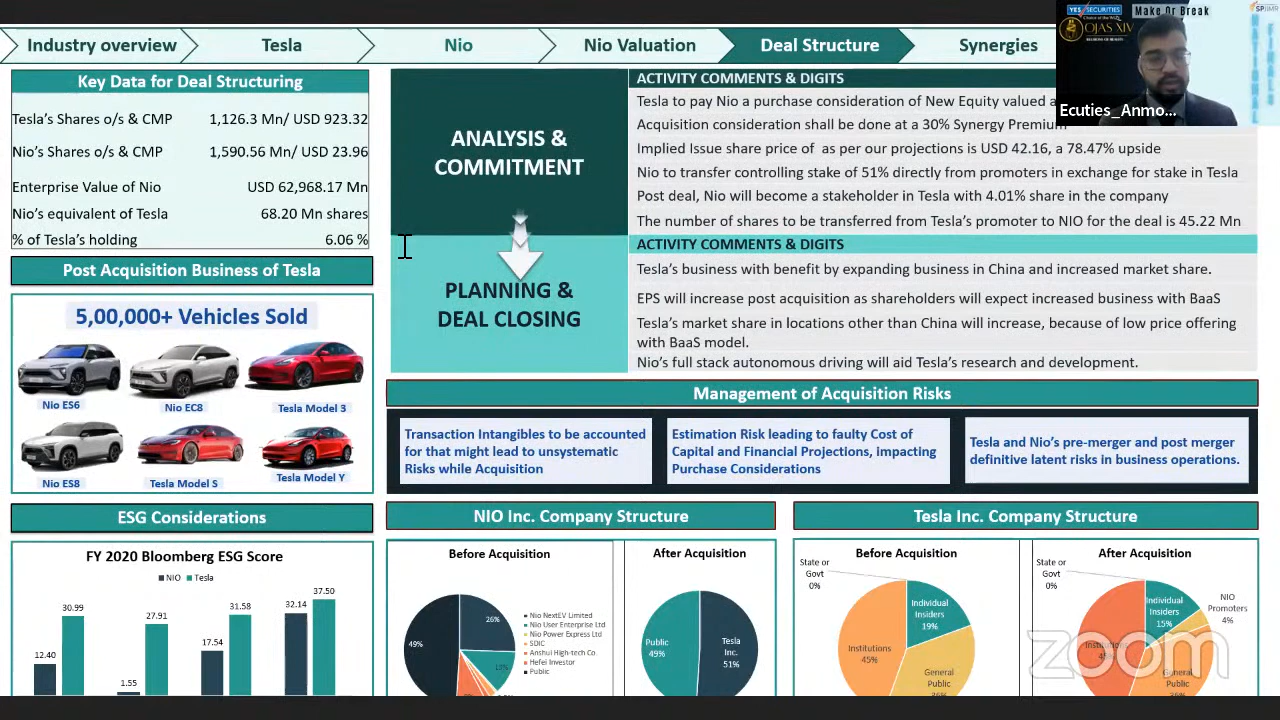 Industry overview
Tesla
Nio
Nio Valuation
Deal Structure
Synergies
YES SECURITIES
Make Or Break
OJAS XIV
SPJIMR
Ecuties_Anmo...
Key Data for Deal Structuring
Tesla's Shares o/s & CMP 1,126.3 Mn/ USD 923.32
Nio's Shares o/s & CMP 1,590.56 Mn/ USD 23.96
Enterprise Value of Nio USD 62,968.17 Mn
Nio's equivalent of Tesla 68.20 Mn shares
% of Tesla's holding 6.06 %
ANALYSIS &
COMMITMENT
ACTIVITY COMMENTS & DIGITS
Tesla to pay Nio a purchase consideration of New Equity valued a
Acquisition consideration shall be done at a 30% Synergy Premium
Implied Issue share price of as per our projections is USD 42.16, a 78.47% upside
Nio to transfer controlling stake of 51% directly from promoters in exchange for stake in Tesla
Post deal, Nio will become a stakeholder in Tesla with 4.01% share in the company
The number of shares to be transferred from Tesla's promoter to NIO for the deal is 45.22 Mn
PLANNING &
DEAL CLOSING
ACTIVITY COMMENTS & DIGITS
Tesla's business with benefit by expanding business in China and increased market share.
EPS will increase post acquisition as shareholders will expect increased business with BaaS
Tesla's market share in locations other than China will increase, because of low price offering
with BaaS model.
Nio's full stack autonomous driving will aid Tesla's research and development.
Post Acquisition Business of Tesla
5,00,000+ Vehicles Sold
Nio ES6
Nio EC8
Tesla Model 3
Nio ES8
Tesla Model S
Tesla Model Y
Management of Acquisition Risks
Transaction Intangibles to be accounted
for that might lead to unsystematic
Risks while Acquisition
Estimation Risk leading to faulty Cost of
Capital and Financial Projections, impacting
Purchase Considerations
Tesla and Nio's pre-merger and post merger
definitive latent risks in business operations.
ESG Considerations
FY 2020 Bloomberg ESG Score
NIO Tesla
12.40
30.99
1.55
27.91
17.54
31.58
32.14
37.50
NIO Inc. Company Structure
Before Acquisition
49%
26%
Nio NextEV Limited
Nio User Enterprise Ltd
Nio Power Express Ltd
SDIC
Anshui High-tech Co.
Hefei Investor
Public
After Acquisition
Public
49%
Tesla
Inc.
51%
Tesla Inc. Company Structure
Before Acquisition
State or
Govt
0%
Individual
Insiders
19%
Institutions
45%
General
Public
36%
After Acquisition
State or
Govt
0%
Individual
Insiders
15%
NIO
Promoters
4%
Institutions
General
Public
36%
zoom